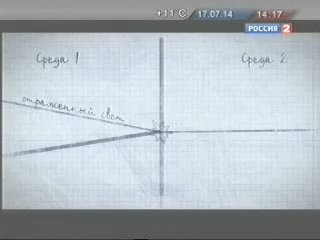 +11 C 17.07.14 14:17
РОССИЯ 2
Среда 1
Среда 2
отраженный свет